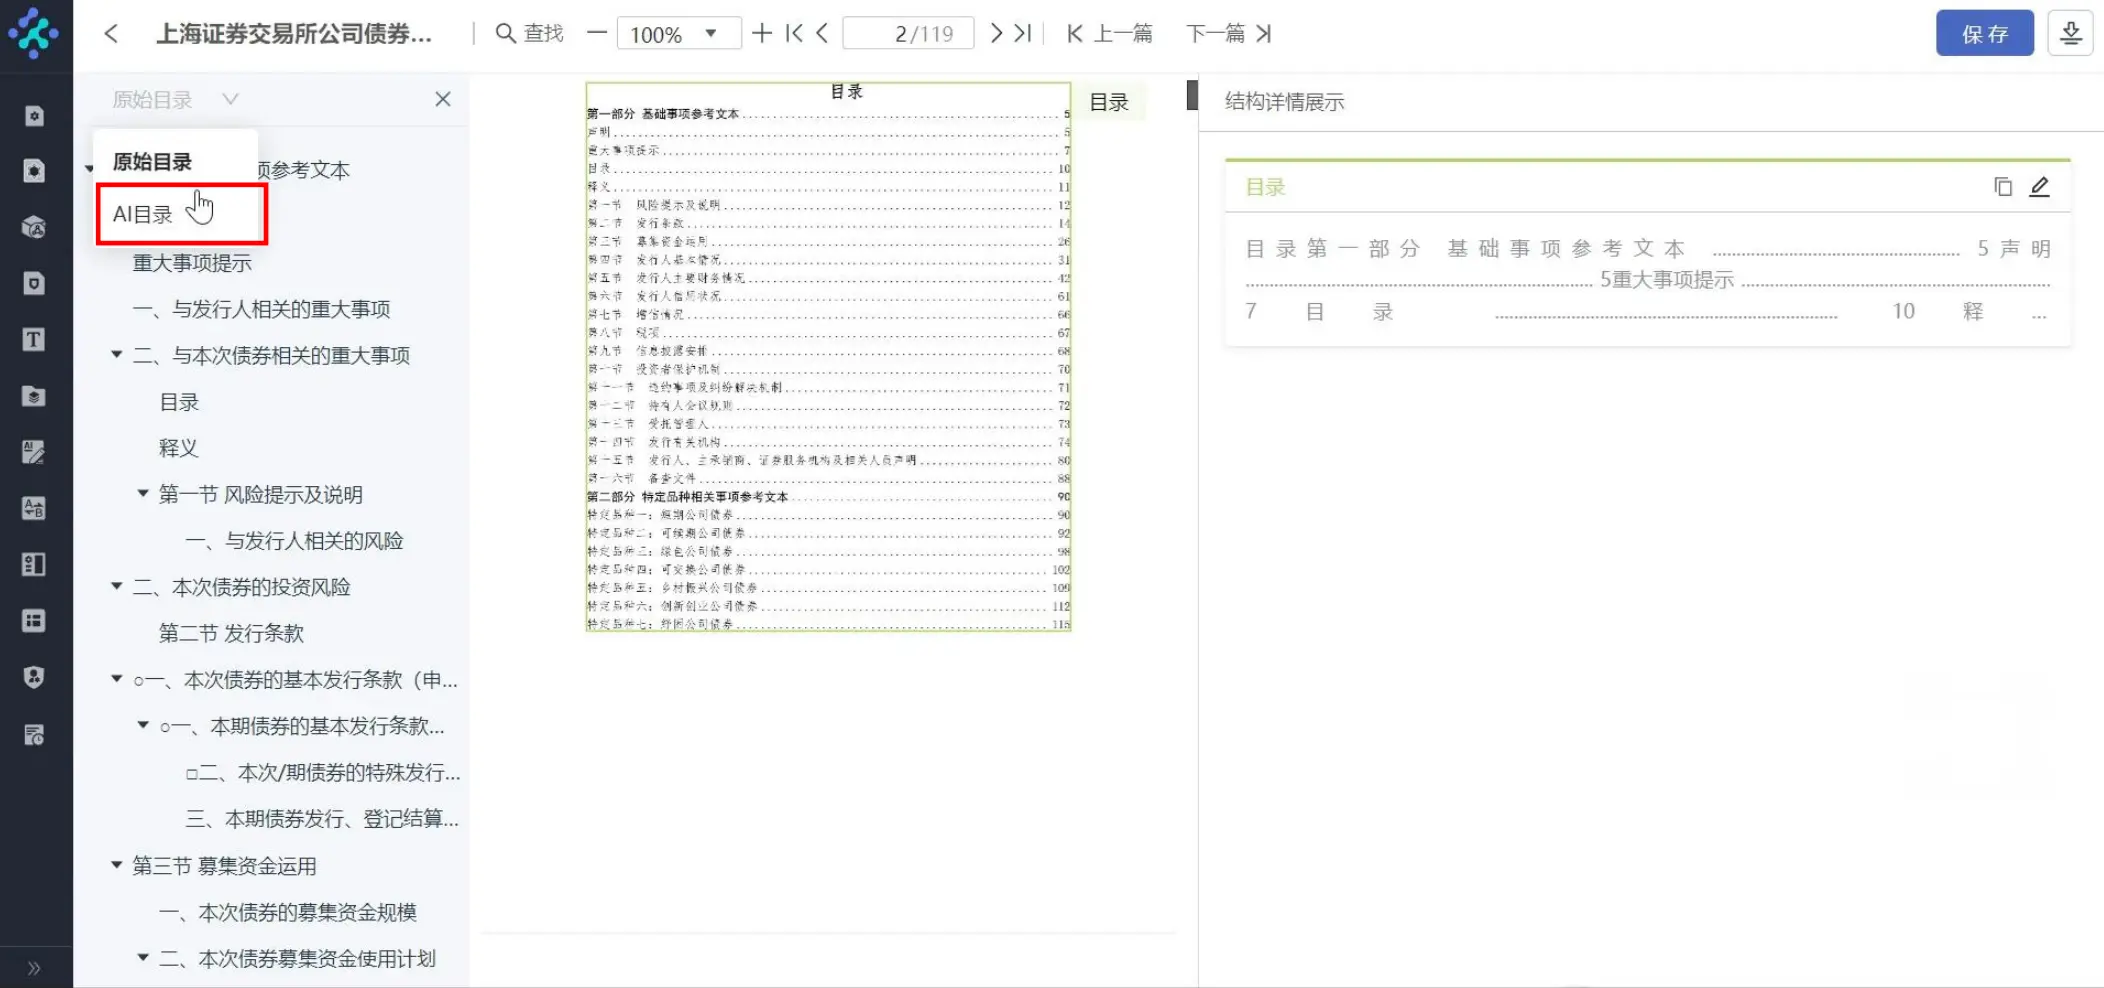 上海证券交易所公司债券...
查找
100%
2/119
上一篇
下一篇
保存
原始目录
原始目录
AI目录
项参考文本
重大事项提示
一、与发行人相关的重大事项
二、与本次债券相关的重大事项
目录
释义
第一节 风险提示及说明
一、与发行人相关的风险
二、本次债券的投资风险
第二节 发行条款
○一、本次债券的基本发行条款（申...
○一、本期债券的基本发行条款...
□二、本次/期债券的特殊发行...
三、本期债券发行、登记结算...
第三节 募集资金运用
一、本次债券的募集资金规模
二、本次债券募集资金使用计划
目录
第一部分 基础事项参考文本 5
声明 5
重大事项提示 7
目录 10
释义 11
第一节 风险提示及说明 12
第二节 发行条款 14
第三节 募集资金运用 26
第四节 发行人基本情况 31
第五节 发行人主要财务情况 42
第六节 发行人信用状况 61
第七节 增信情况 66
第八节 税项 67
第九节 信息披露安排 68
第十节 投资者保护机制 70
第十一节 违约事项及纠纷解决机制 71
第十二节 持有人会议规则 72
第十三节 受托管理人 73
第十四节 发行有关机构 74
第十五节 发行人、主承销商、证券服务机构及相关人员声明 80
第十六节 备查文件 88
第二部分 特定品种相关事项参考文本 90
特定品种一：短期公司债券 90
特定品种二：可续期公司债券 92
特定品种三：绿色公司债券 98
特定品种四：可交换公司债券 102
特定品种五：乡村振兴公司债券 109
特定品种六：创新创业公司债券 112
特定品种七：纾困公司债券 115
目录
结构详情展示
目录
目录第一部分 基础事项参考文本 ........ 5声明
........ 5重大事项提示 ........
7 目 录 ........ 10 释 ...